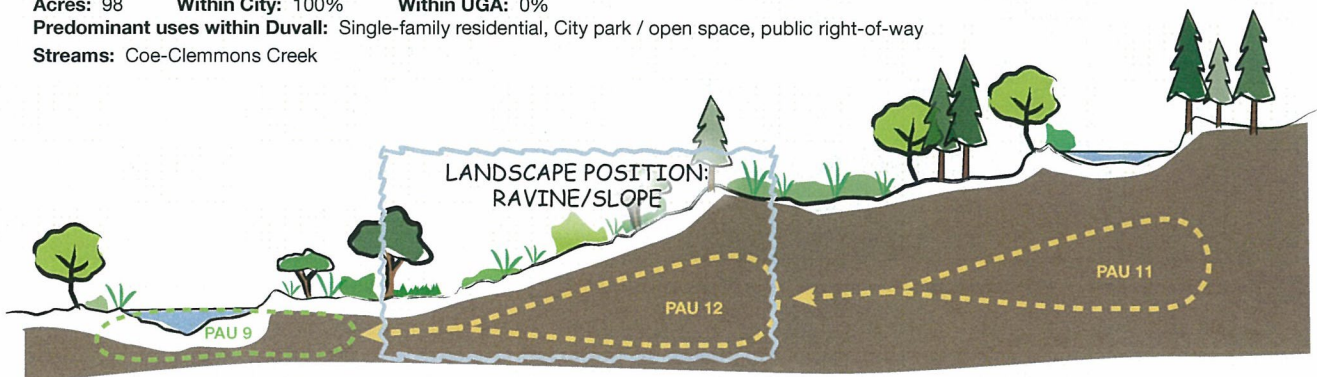 Acres: 98 Within City: 100% Within UGA: 0%
Predominant uses within Duvall: Single-family residential, City park / open space, public right-of-way
Streams: Coe-Clemmons Creek
LANDSCAPE POSITION:
RAVINE/SLOPE
PAU 11
PAU 12
PAU 9